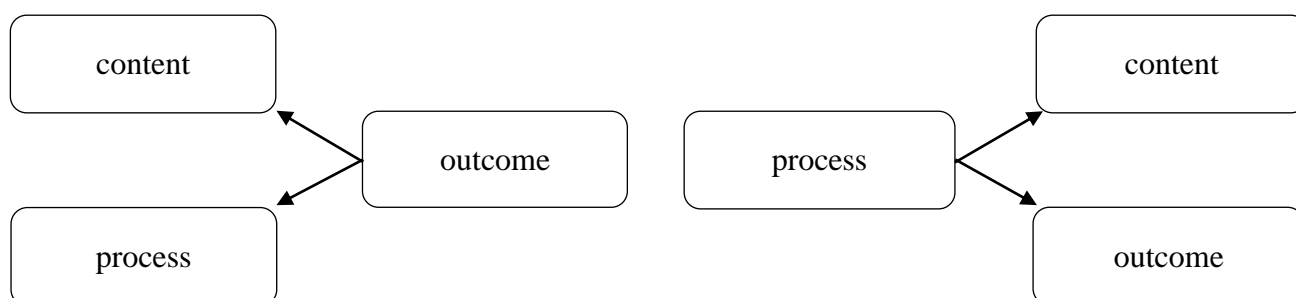 content
outcome
process
content
process
outcome